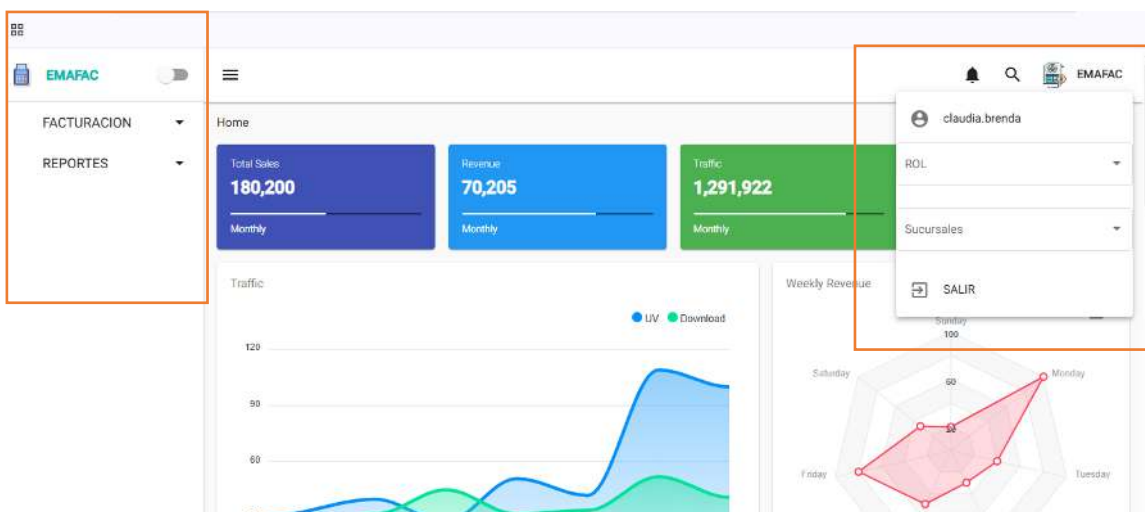 EMAFAC
EMAFAC
FACTURACION
REPORTES
Home
Total Sales
180,200
Monthly
Revenue
70,205
Monthly
Traffic
1,291,922
Monthly
claudia.brenda
ROL
Sucursales
SALIR
Traffic
UV Download
120
90
60
Weekly Revenue
Sunday
100
Saturday
Monday
60
Friday
Tuesday